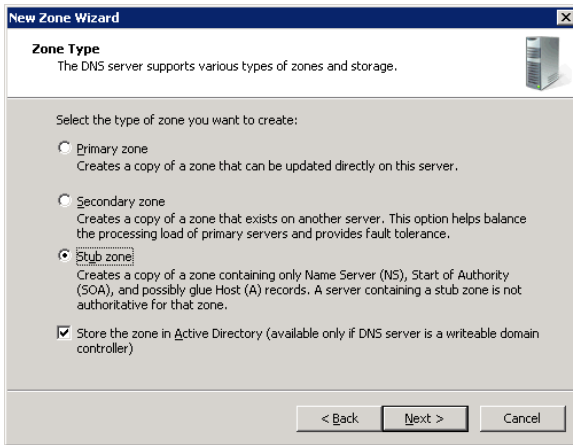 New Zone Wizard
Zone Type
The DNS server supports various types of zones and storage.
Select the type of zone you want to create:
Primary zone
Creates a copy of a zone that can be updated directly on this server.
Secondary zone
Creates a copy of a zone that exists on another server. This option helps balance
the processing load of primary servers and provides fault tolerance.
Stub zone
Creates a copy of a zone containing only Name Server (NS), Start of Authority
(SOA), and possibly glue Host (A) records. A server containing a stub zone is not
authoritative for that zone.
Store the zone in Active Directory (available only if DNS server is a writeable domain
controller)
< Back Next > Cancel